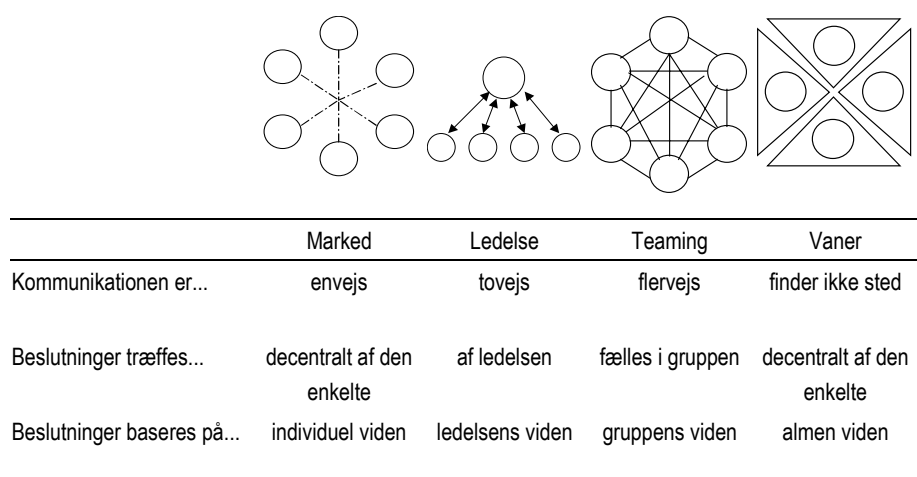 Marked Ledelse Teaming Vaner
Kommunikationen er... envejs tovejs flervejs finder ikke sted
Beslutninger træffes... decentralt af den af ledelsen fælles i gruppen decentralt af den
enkelte enkelte
Beslutninger baseres på... individuel viden ledelsens viden gruppens viden almen viden